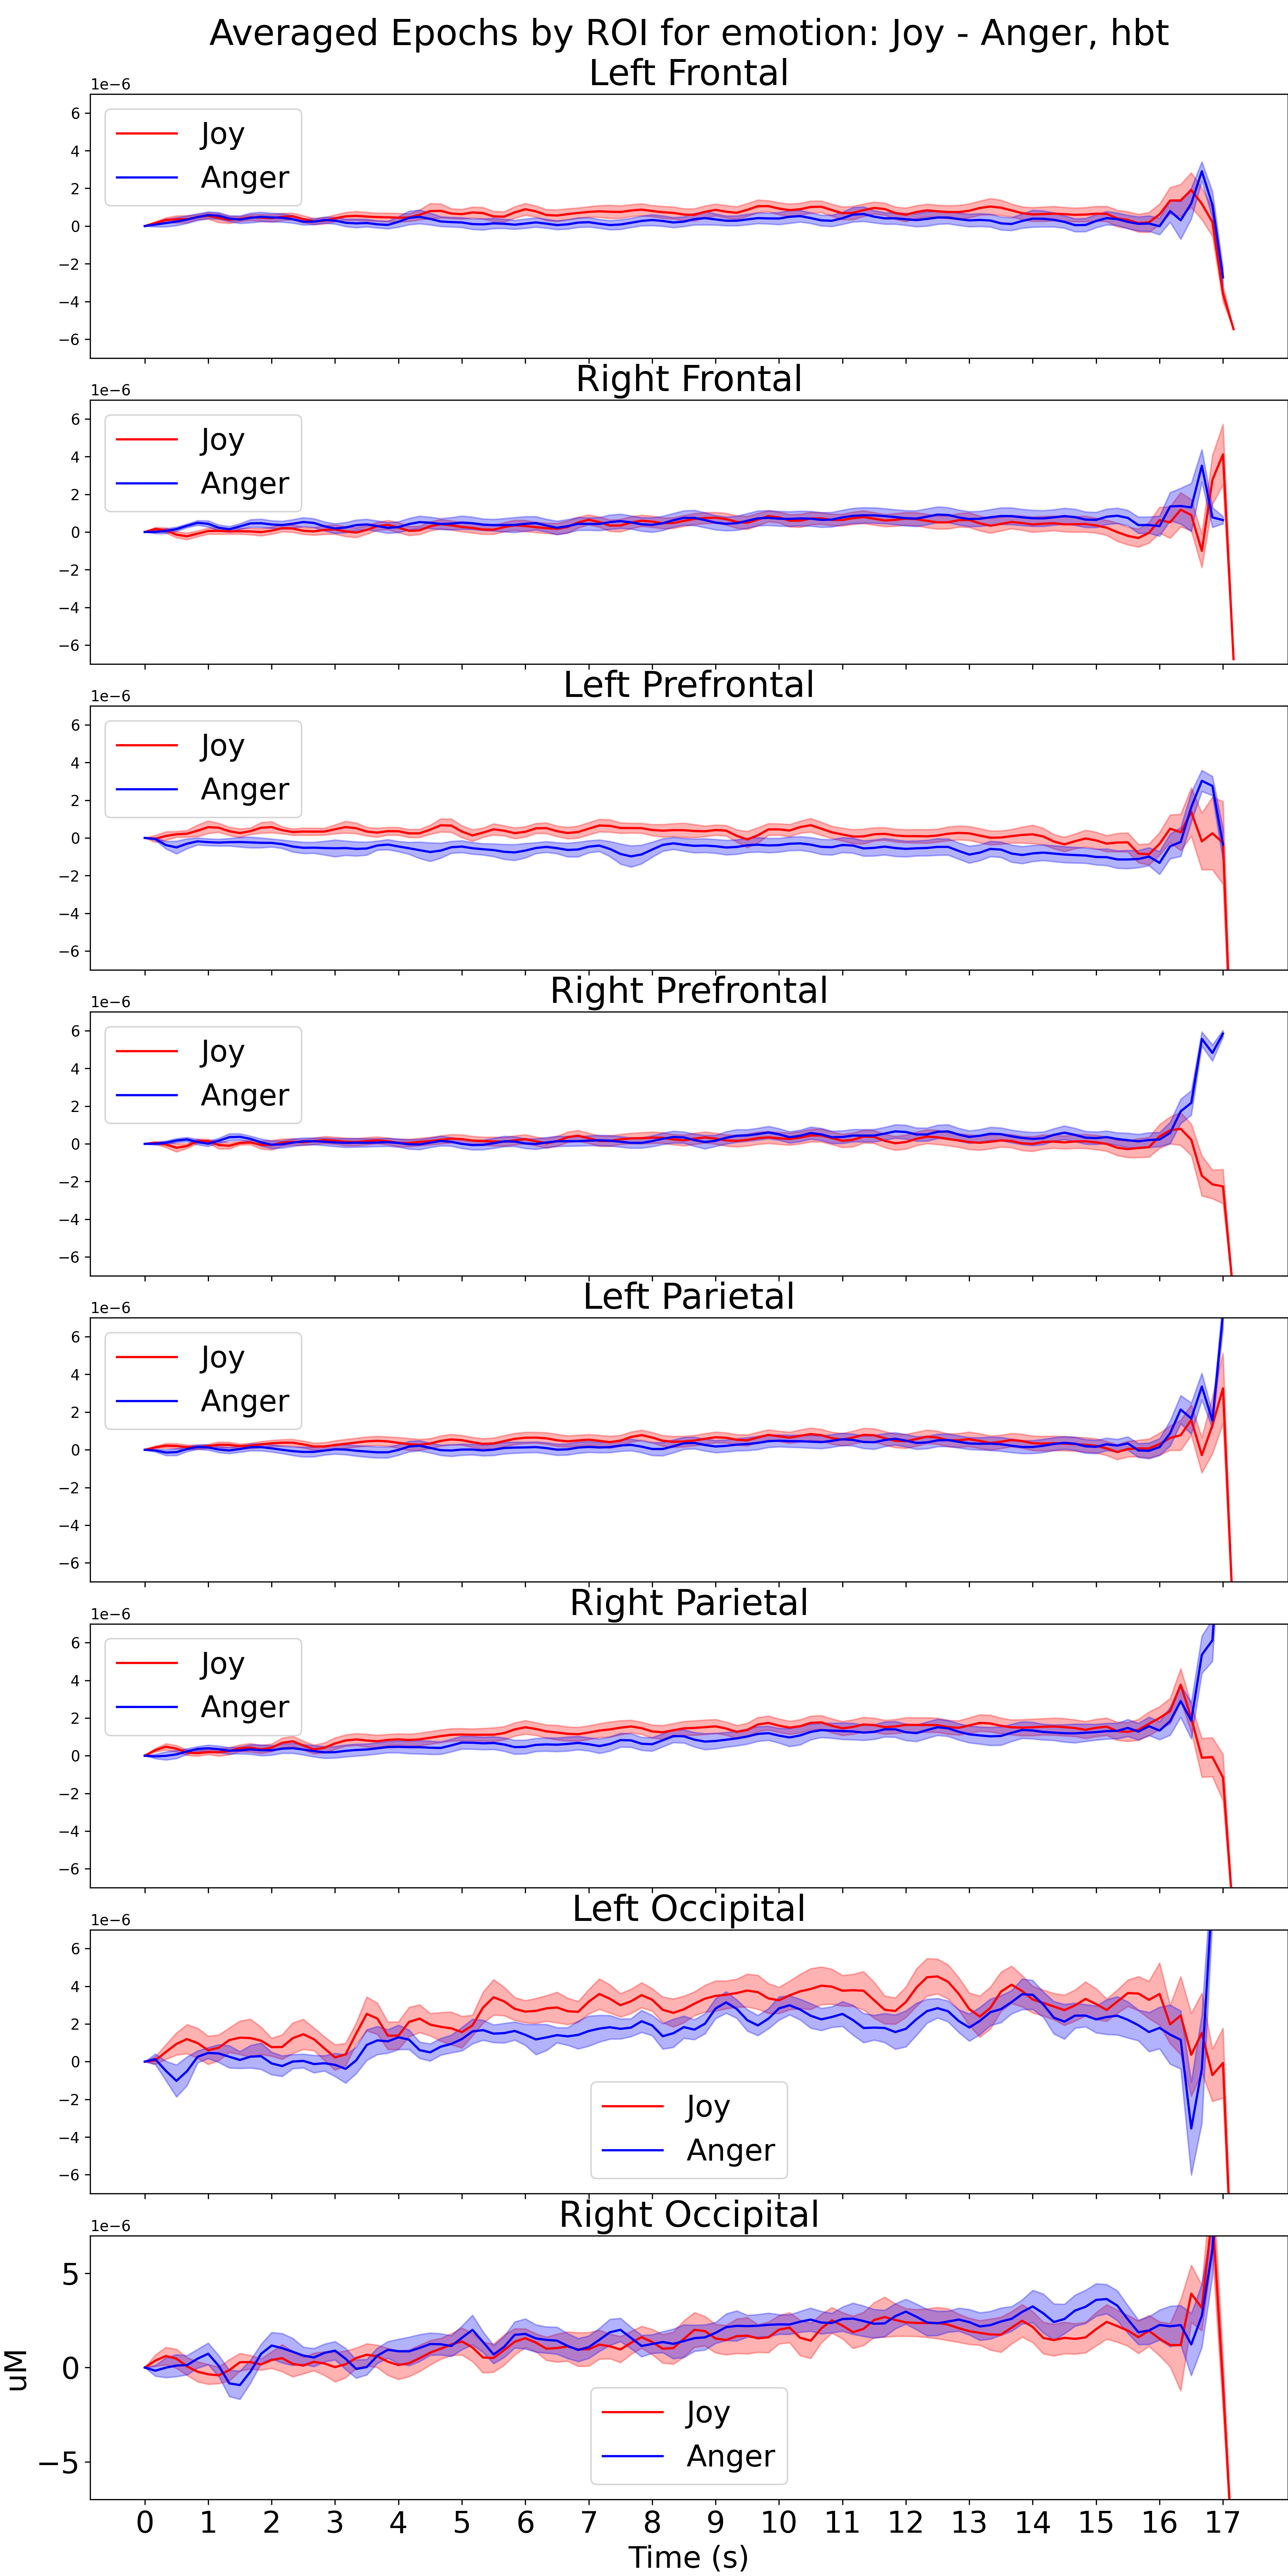 Averaged Epochs by ROI for emotion: Joy - Anger, hbt
Left Frontal
1e−6
6
4
2
0
−2
−4
−6
Joy
Anger
Right Frontal
1e−6
6
4
2
0
−2
−4
−6
Joy
Anger
Left Prefrontal
1e−6
6
4
2
0
−2
−4
−6
Joy
Anger
Right Prefrontal
1e−6
6
4
2
0
−2
−4
−6
Joy
Anger
Left Parietal
1e−6
6
4
2
0
−2
−4
−6
Joy
Anger
Right Parietal
1e−6
6
4
2
0
−2
−4
−6
Joy
Anger
Left Occipital
1e−6
6
4
2
0
−2
−4
−6
Joy
Anger
Right Occipital
1e−6
5
0
−5
uM
Joy
Anger
0 1 2 3 4 5 6 7 8 9 10 11 12 13 14 15 16 17
Time (s)